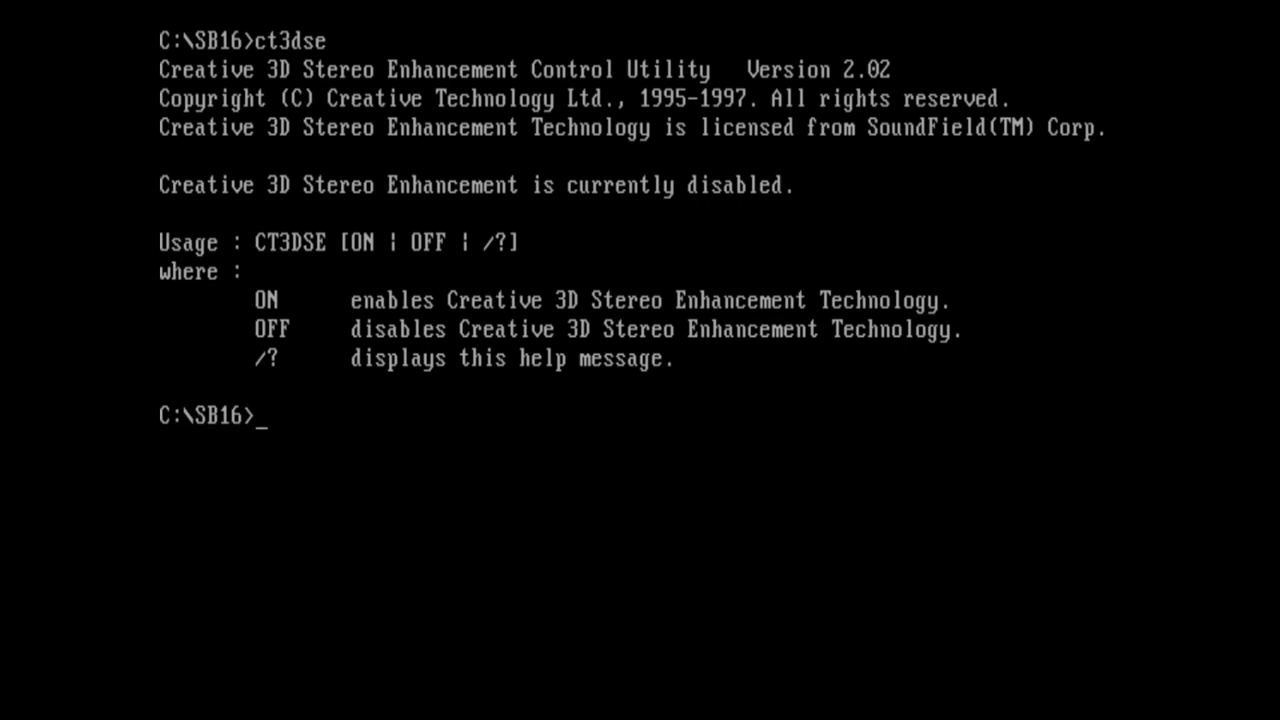 C:\SB16>ct3dse
Creative 3D Stereo Enhancement Control Utility   Version 2.02
Copyright (C) Creative Technology Ltd., 1995-1997. All rights reserved.
Creative 3D Stereo Enhancement Technology is licensed from SoundField(TM) Corp.
Creative 3D Stereo Enhancement is currently disabled.
Usage : CT3DSE [ON | OFF | /?]
where :
ON      enables Creative 3D Stereo Enhancement Technology.
OFF     disables Creative 3D Stereo Enhancement Technology.
/?      displays this help message.
C:\SB16>_